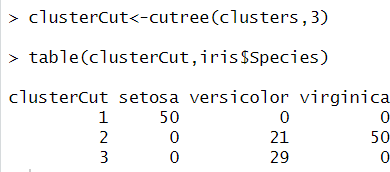 > clusterCut<-cutree(clusters,3)
> table(clusterCut,iris$Species)
clusterCut setosa versicolor virginica
1 50 0 0
2 0 21 50
3 0 29 0